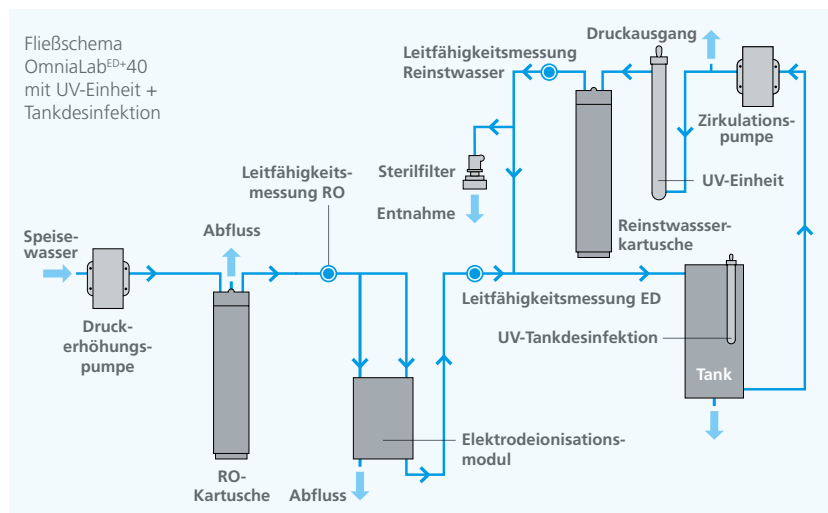 Fließschema
OmniaLabED+40
mit UV-Einheit +
Tankdesinfektion
Leitfähigkeitsmessung
Reinstwasser
Druckausgang
Zirkulations-
pumpe
Sterilfilter
UV-Einheit
Entnahme
Reinstwassser-
kartusche
Leitfähigkeits-
messung RO
Abfluss
Speise-
wasser
Druck-
erhöhungs-
pumpe
Leitfähigkeitsmessung ED
UV-Tankdesinfektion
Tank
Elektrodeionisations-
modul
RO-
Kartusche
Abfluss